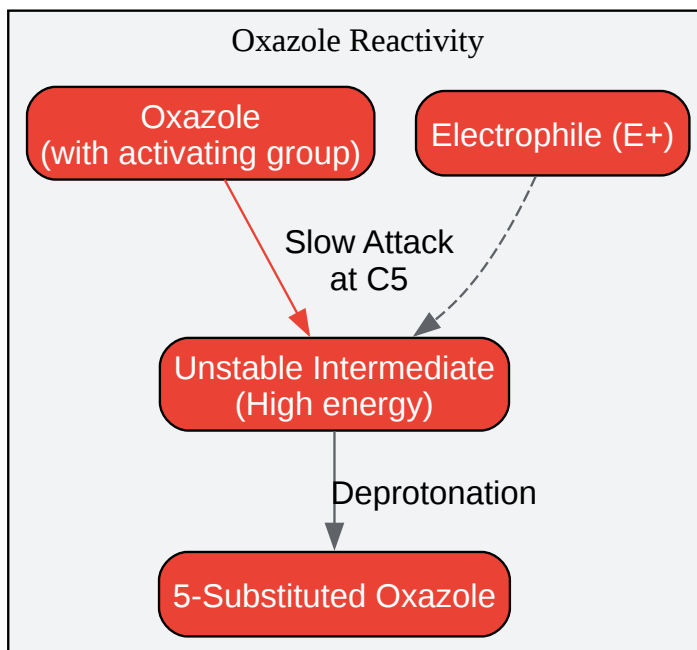 Oxazole Reactivity
Oxazole
(with activating group)
Electrophile (E+)
Slow Attack
at C5
Unstable Intermediate
(High energy)
Deprotonation
5-Substituted Oxazole